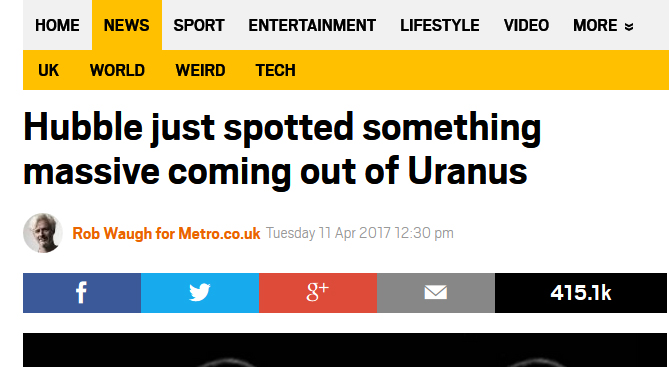 HOME NEWS SPORT ENTERTAINMENT LIFESTYLE VIDEO MORE
UK WORLD WEIRD TECH
Hubble just spotted something
massive coming out of Uranus
Rob Waugh for Metro.co.uk Tuesday 11 Apr 2017 12:30 pm
f g+ 415.1k